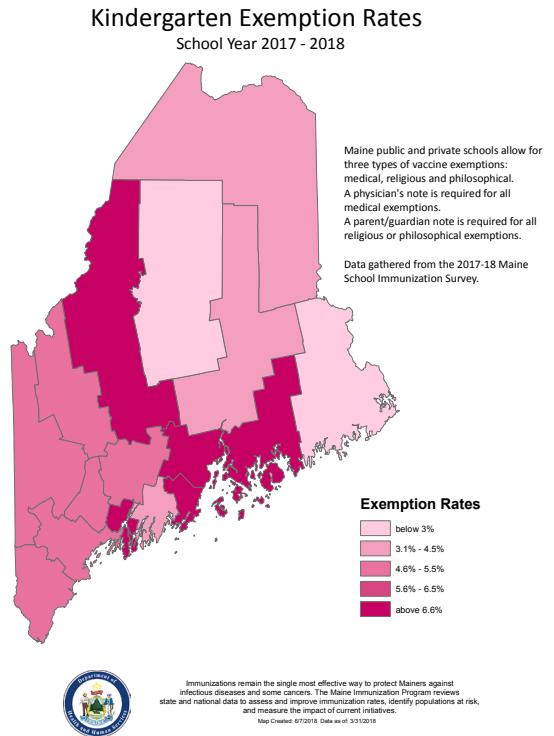 Kindergarten Exemption Rates
School Year 2017 - 2018
Maine public and private schools allow for
three types of vaccine exemptions:
medical, religious and philosophical.
A physician's note is required for all
medical exemptions.
A parent/guardian note is required for all
religious or philosophical exemptions.
Data gathered from the 2017-18 Maine
School Immunization Survey.
Exemption Rates
below 3%
3.1% - 4.5%
4.6% - 5.5%
5.6% - 6.5%
above 6.6%
Department of
Health and Human Services
Immunizations remain the single most effective way to protect Mainers against
infectious diseases and some cancers. The Maine Immunization Program reviews
state and national data to assess and improve immunization rates, identify populations at risk,
and measure the impact of current initiatives.
Map Created: 6/7/2018 Data as of: 3/31/2018